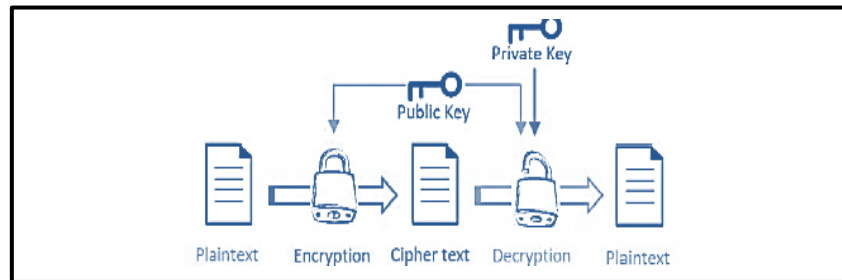 Private Key
Public Key
Plaintext Encryption Cipher text Decryption Plaintext